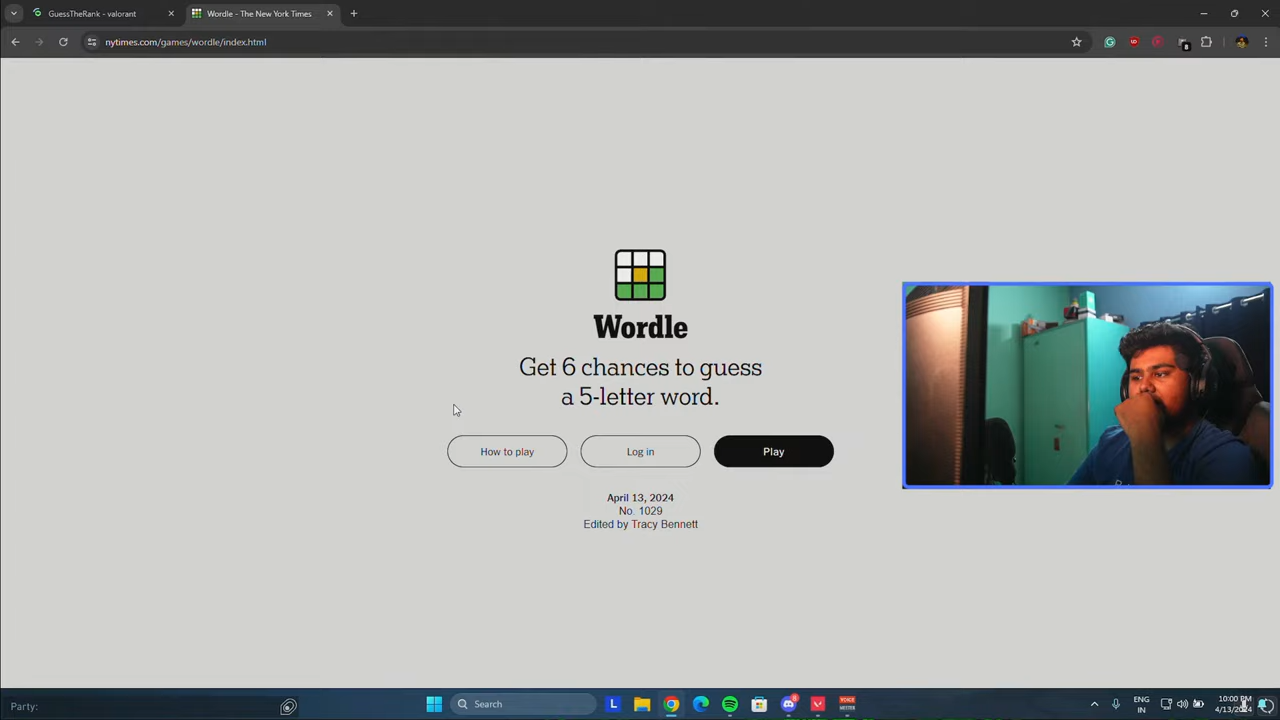 GuessTheRank - valorant
Wordle - The New York Times
nytimes.com/games/wordle/index.html
Wordle
Get 6 chances to guess
a 5-letter word.
How to play
Log in
Play
April 13, 2024
No. 1029
Edited by Tracy Bennett
Party:
Search
ENG
IN
10:00 PM
4/13/2024